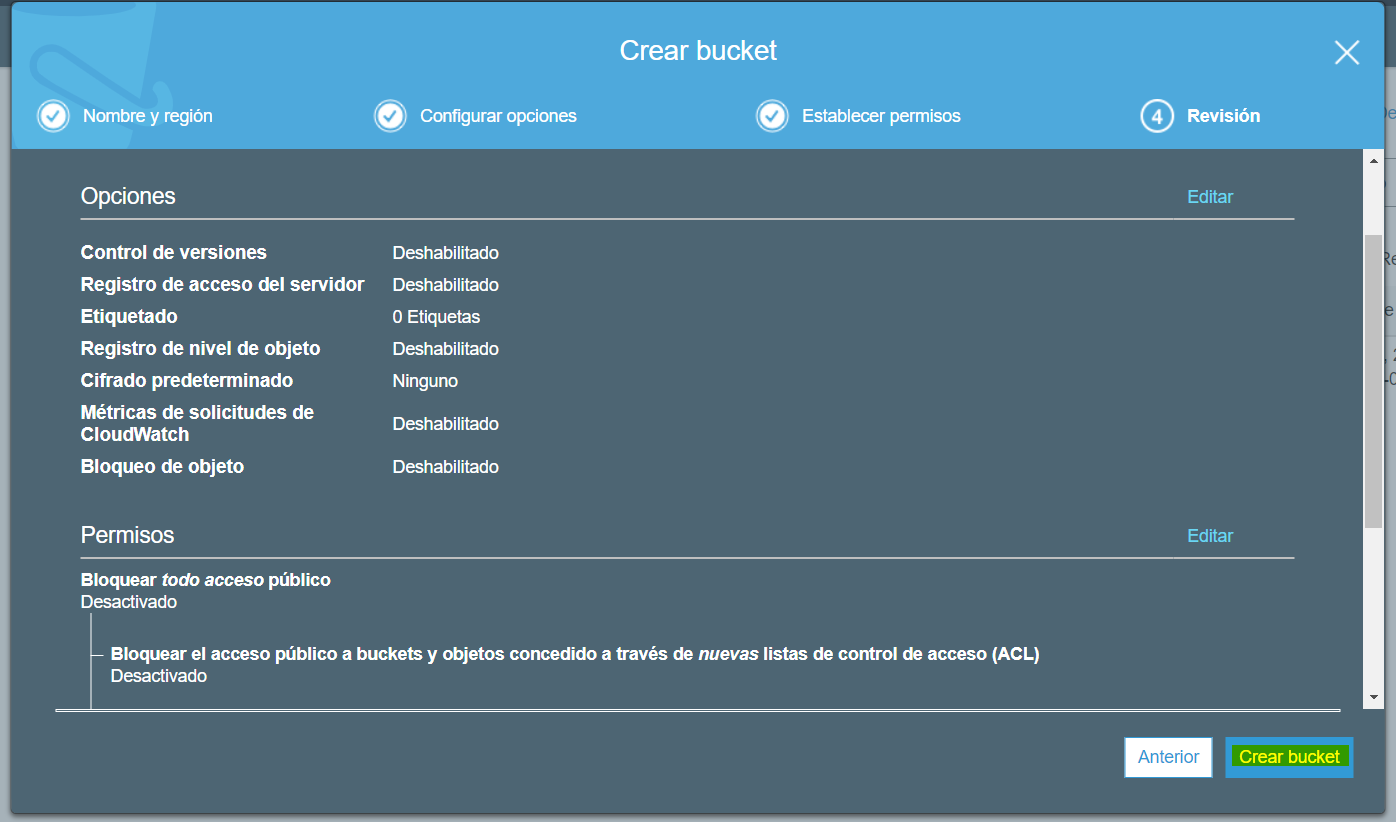 Crear bucket
Nombre y región
Configurar opciones
Establecer permisos
4 Revisión
Opciones Editar
Control de versiones Deshabilitado
Registro de acceso del servidor Deshabilitado
Etiquetado 0 Etiquetas
Registro de nivel de objeto Deshabilitado
Cifrado predeterminado Ninguno
Métricas de solicitudes de
CloudWatch Deshabilitado
Bloqueo de objeto Deshabilitado
Permisos Editar
Bloquear todo acceso público
Desactivado
Bloquear el acceso público a buckets y objetos concedido a través de nuevas listas de control de acceso (ACL)
Desactivado
Anterior Crear bucket